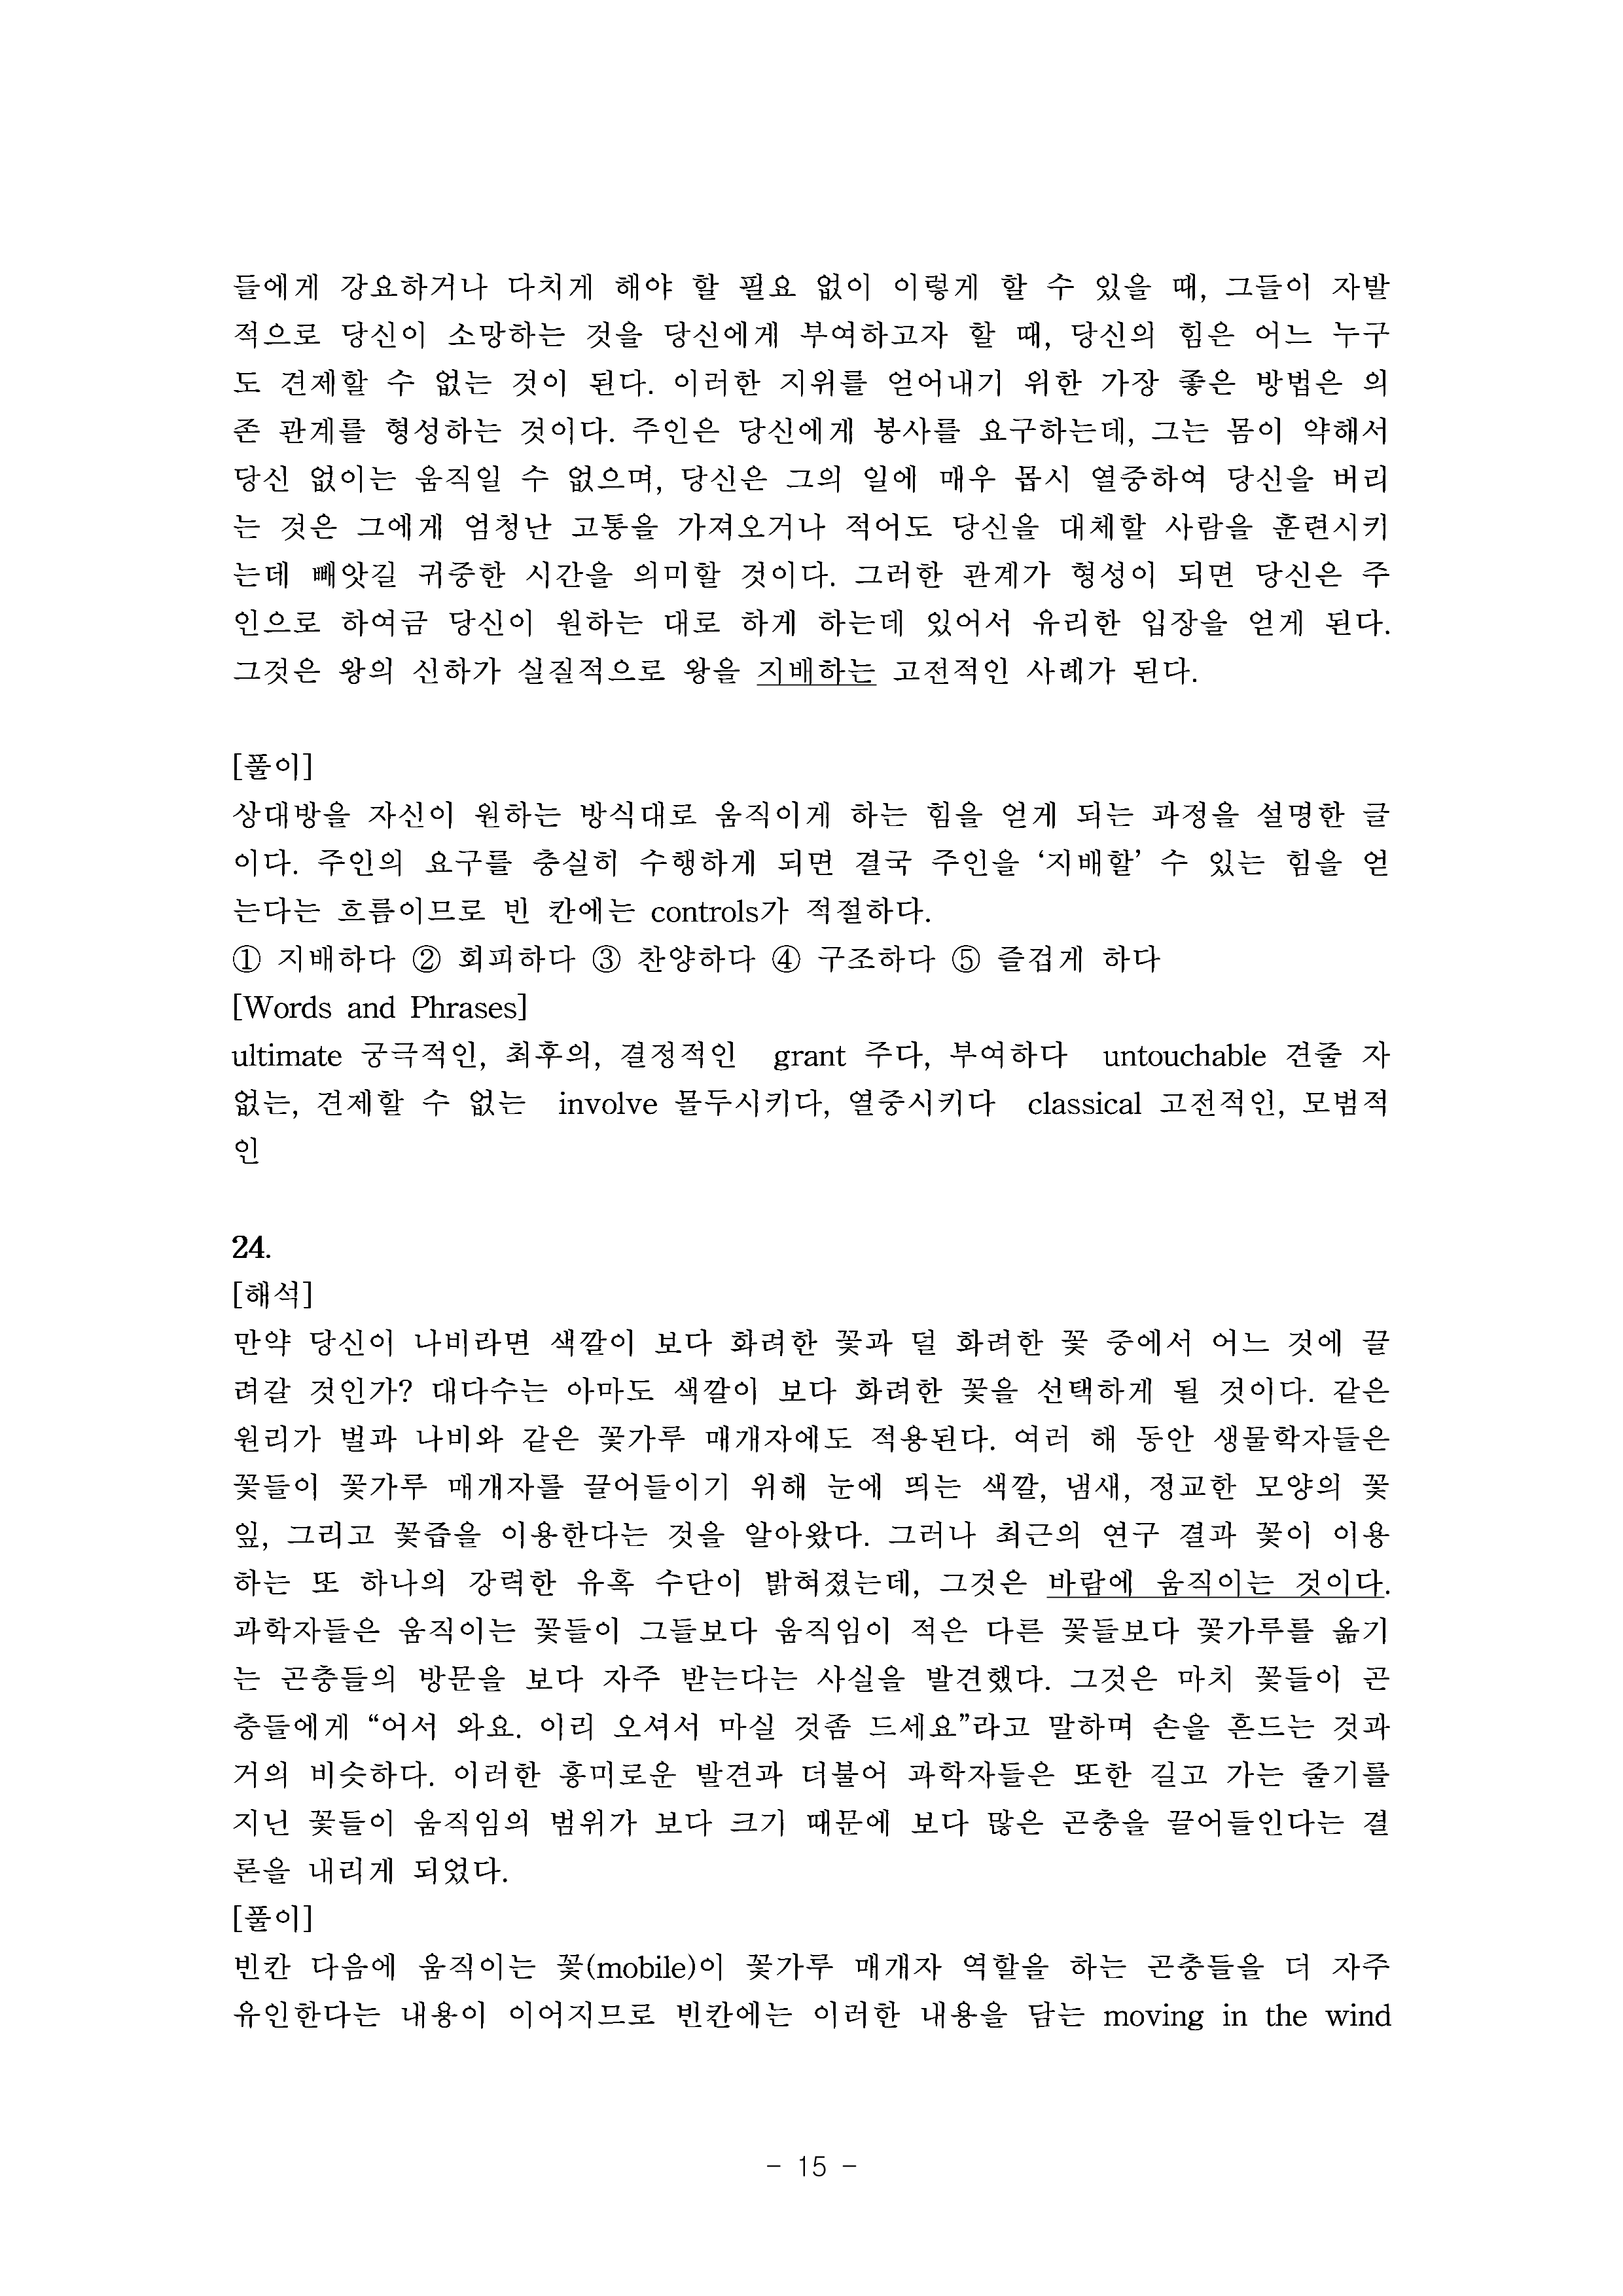 들에게 강요하거나 다치게 해야 할 필요 없이 이렇게 할 수 있을 때, 그들이 자발
적으로 당신이 소망하는 것을 당신에게 부여하고자 할 때, 당신의 힘은 어느 누구
도 견제할 수 없는 것이 된다. 이러한 지위를 얻어내기 위한 가장 좋은 방법은 의
존 관계를 형성하는 것이다. 주인은 당신에게 봉사를 요구하는데, 그는 몸이 약해서
당신 없이는 움직일 수 없으며, 당신은 그의 일에 매우 몹시 열중하여 당신을 버리
는 것은 그에게 엄청난 고통을 가져오거나 적어도 당신을 대체할 사람을 훈련시키
는데 빼앗길 귀중한 시간을 의미할 것이다. 그러한 관계가 형성이 되면 당신은 주
인으로 하여금 당신이 원하는 대로 하게 하는데 있어서 유리한 입장을 얻게 된다.
그것은 왕의 신하가 실질적으로 왕을 지배하는 고전적인 사례가 된다.
[풀이]
상대방을 자신이 원하는 방식대로 움직이게 하는 힘을 얻게 되는 과정을 설명한 글
이다. 주인의 요구를 충실히 수행하게 되면 결국 주인을 ‘지배할’ 수 있는 힘을 얻
는다는 흐름이므로 빈 칸에는 controls가 적절하다.
① 지배하다 ② 회피하다 ③ 찬양하다 ④ 구조하다 ⑤ 즐겁게 하다
[Words and Phrases]
ultimate 궁극적인, 최후의, 결정적인 grant 주다, 부여하다 untouchable 견줄 자
없는, 견제할 수 없는 involve 몰두시키다, 열중시키다 classical 고전적인, 모범적
인
24.
[해석]
만약 당신이 나비라면 색깔이 보다 화려한 꽃과 덜 화려한 꽃 중에서 어느 것에 끌
려갈 것인가? 대다수는 아마도 색깔이 보다 화려한 꽃을 선택하게 될 것이다. 같은
원리가 벌과 나비와 같은 꽃가루 매개자에도 적용된다. 여러 해 동안 생물학자들은
꽃들이 꽃가루 매개자를 끌어들이기 위해 눈에 띄는 색깔, 냄새, 정교한 모양의 꽃
잎, 그리고 꽃즙을 이용한다는 것을 알아왔다. 그러나 최근의 연구 결과 꽃이 이용
하는 또 하나의 강력한 유혹 수단이 밝혀졌는데, 그것은 바람에 움직이는 것이다.
과학자들은 움직이는 꽃들이 그들보다 움직임이 적은 다른 꽃들보다 꽃가루를 옮기
는 곤충들의 방문을 보다 자주 받는다는 사실을 발견했다. 그것은 마치 꽃들이 곤
충들에게 “어서 와요. 이리 오셔서 마실 것좀 드세요”라고 말하며 손을 흔드는 것과
거의 비슷하다. 이러한 흥미로운 발견과 더불어 과학자들은 또한 길고 가는 줄기를
지닌 꽃들이 움직임의 범위가 보다 크기 때문에 보다 많은 곤충을 끌어들인다는 결
론을 내리게 되었다.
[풀이]
빈칸 다음에 움직이는 꽃(mobile)이 꽃가루 매개자 역할을 하는 곤충들을 더 자주
유인한다는 내용이 이어지므로 빈칸에는 이러한 내용을 담는 moving in the wind
- 15 -